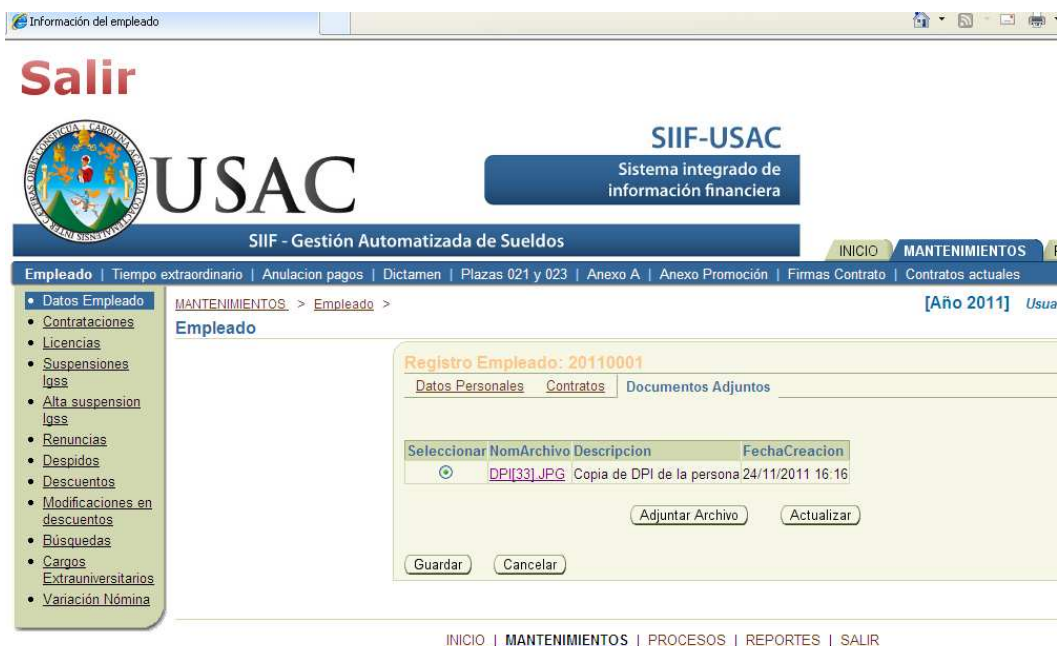 Información del empleado
Salir
USAC
SIIF-USAC
Sistema integrado de
información financiera
SIIF - Gestión Automatizada de Sueldos
INICIO MANTENIMIENTOS
Empleado | Tiempo extraordinario | Anulacion pagos | Dictamen | Plazas 021 y 023 | Anexo A | Anexo Promoción | Firmas Contrato | Contratos actuales
MANTENIMIENTOS > Empleado >
[Año 2011] Usua
Empleado
Datos Empleado
Contrataciones
Licencias
Suspensiones
Igss
Alta suspension
Igss
Renuncias
Despidos
Descuentos
Modificaciones en
descuentos
Búsquedas
Cargos
Extrauniversitarios
Variación Nómina
Registro Empleado: 20110001
Datos Personales Contratos Documentos Adjuntos
Seleccionar NomArchivo Descripcion FechaCreacion
DPI[33].JPG Copia de DPI de la persona 24/11/2011 16:16
Adjuntar Archivo Actualizar
Guardar Cancelar
INICIO | MANTENIMIENTOS | PROCESOS | REPORTES | SALIR